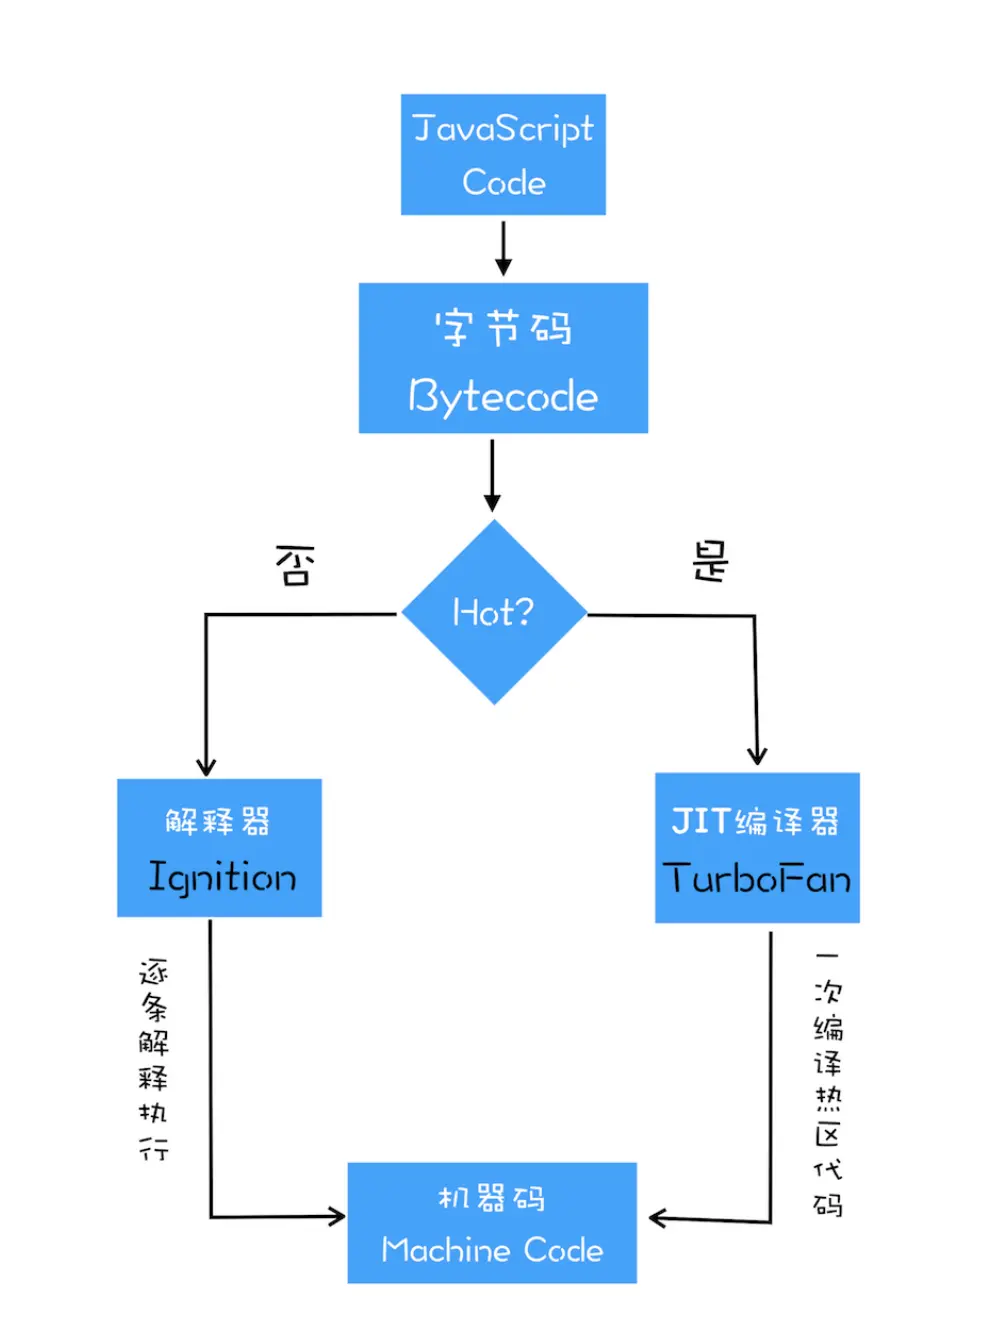 JavaScript
Code
字节码
Bytecode
否
是
Hot?
解释器
Ignition
JIT编译器
TurboFan
逐条解释执行
一次编译热区代码
机器码
Machine Code